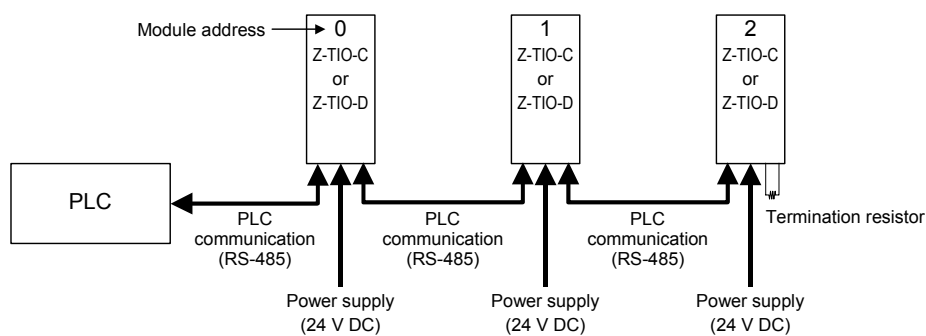 Module address
0
Z-TIO-C
or
Z-TIO-D
1
Z-TIO-C
or
Z-TIO-D
2
Z-TIO-C
or
Z-TIO-D
PLC
PLC
communication
(RS-485)
PLC
communication
(RS-485)
PLC
communication
(RS-485)
Termination resistor
Power supply
(24 V DC)
Power supply
(24 V DC)
Power supply
(24 V DC)